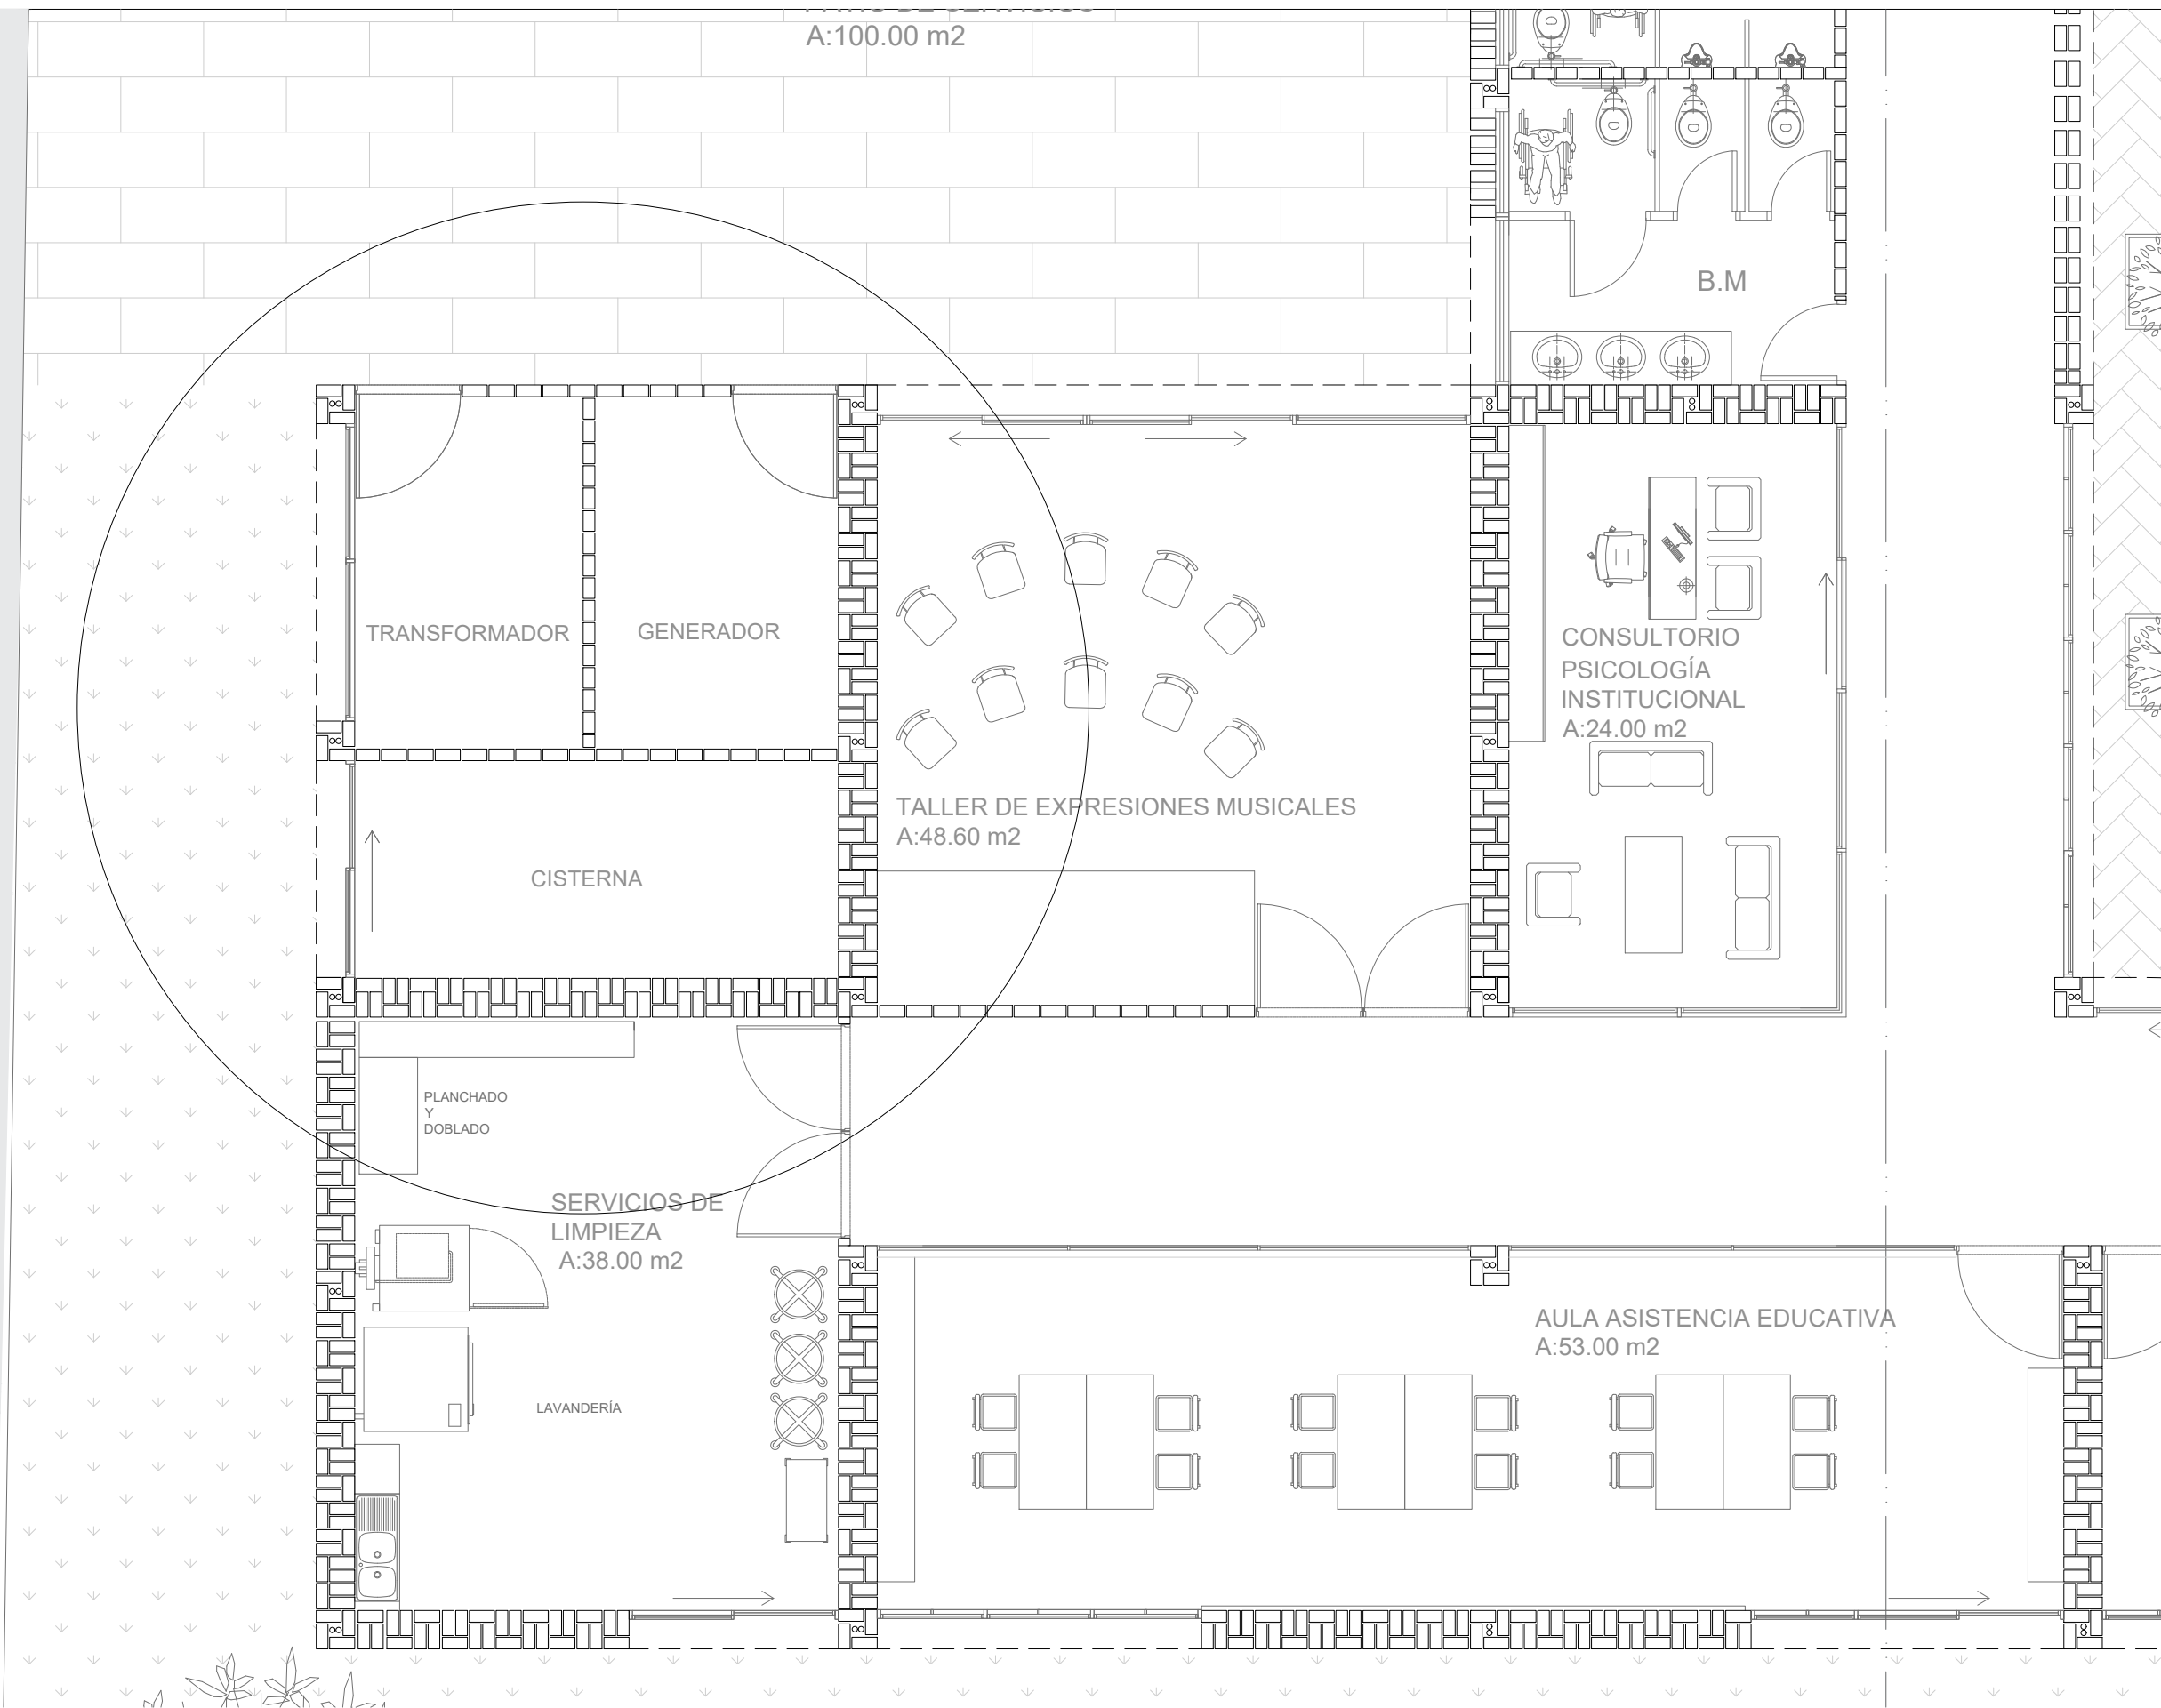 A:100.00 m2
B.M
TRANSFORMADOR
GENERADOR
CONSULTORIO
PSICOLOGÍA
INSTITUCIONAL
A:24.00 m2
TALLER DE EXPRESIONES MUSICALES
A:48.60 m2
CISTERNA
PLANCHADO
Y
DOBLADO
SERVICIOS DE
LIMPIEZA
A:38.00 m2
AULA ASISTENCIA EDUCATIVA
A:53.00 m2
LAVANDERÍA